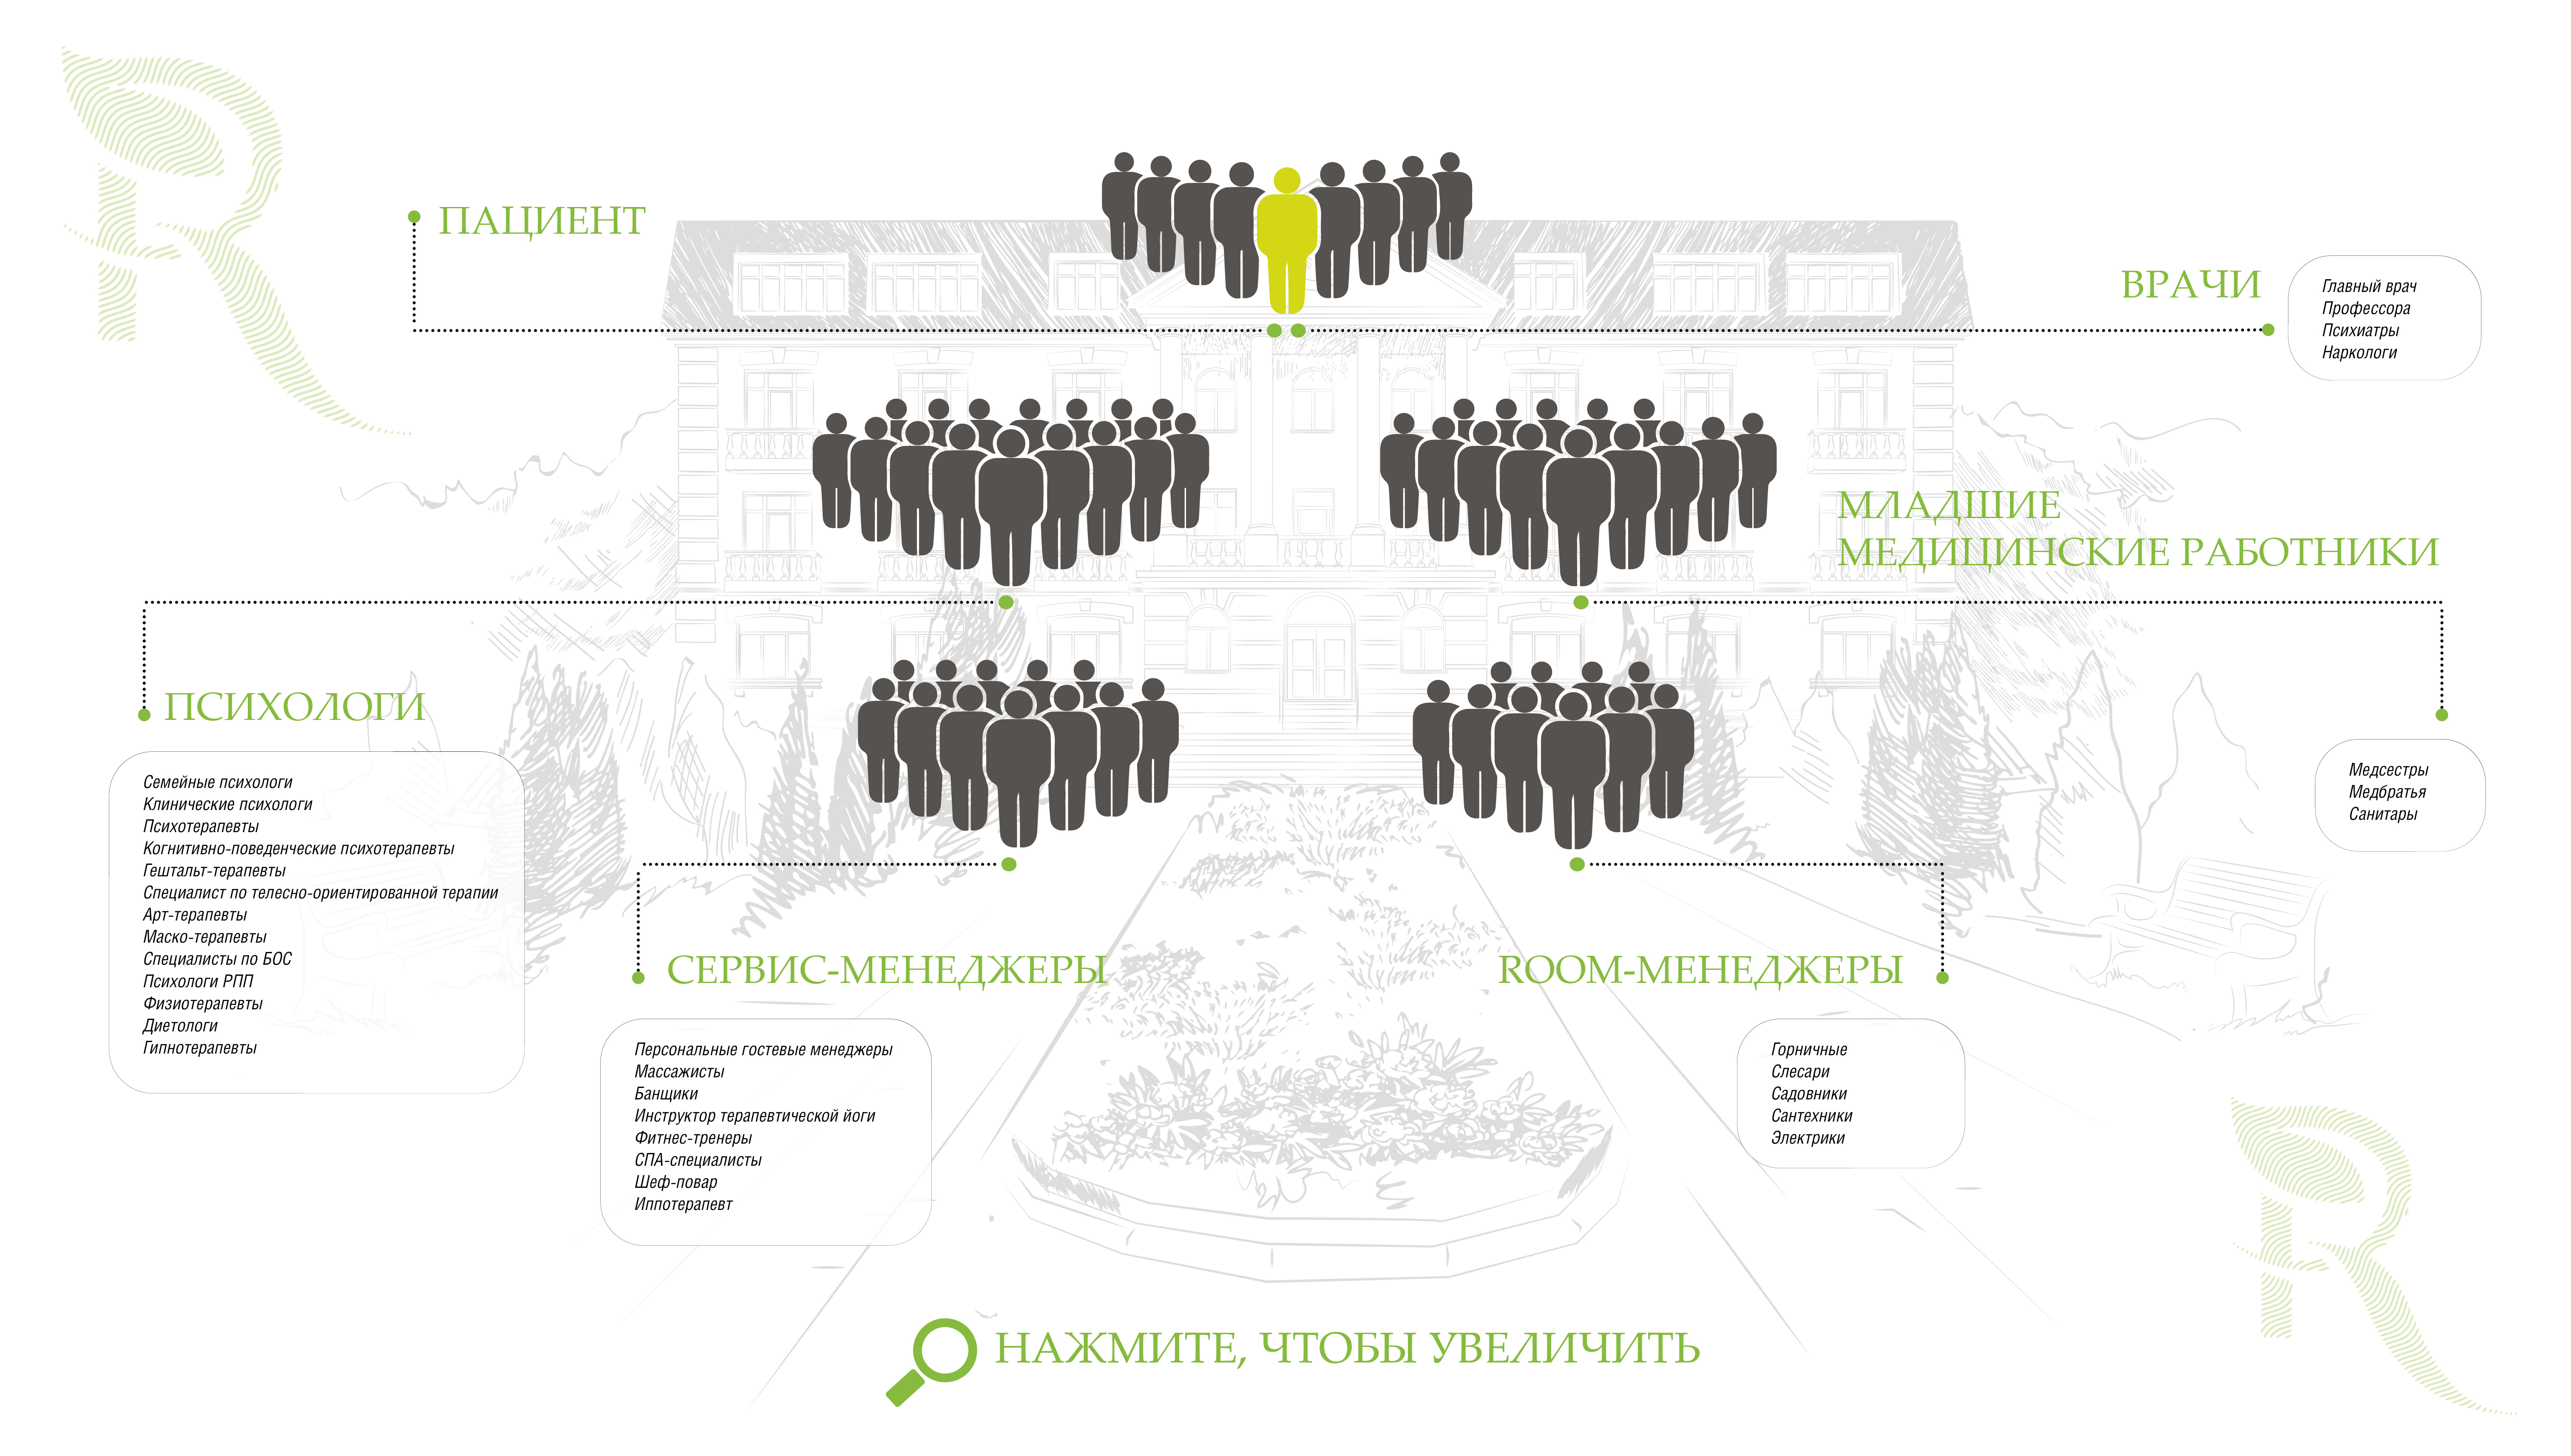 ПАЦИЕНТ
ВРАЧИ
Главный врач
Профессора
Психиатры
Наркологи
МЛАДШИЕ
МЕДИЦИНСКИЕ РАБОТНИКИ
Медсестры
Медбратья
Санитары
ПСИХОЛОГИ
Семейные психологи
Клинические психологи
Психотерапевты
Когнитивно-поведенческие психотерапевты
Гештальт-терапевты
Специалист по телесно-ориентированной терапии
Арт-терапевты
Маско-терапевты
Специалисты по БОС
Психологи РПП
Физиотерапевты
Диетологи
Гипнотерапевты
СЕРВИС-МЕНЕДЖЕРЫ
Персональные гостевые менеджеры
Массажисты
Банщики
Инструктор терапевтической йоги
Фитнес-тренеры
СПА-специалисты
Шеф-повар
Иппотерапевт
ROOM-МЕНЕДЖЕРЫ
Горничные
Слесари
Садовники
Сантехники
Электрики
НАЖМИТЕ, ЧТОБЫ УВЕЛИЧИТЬ